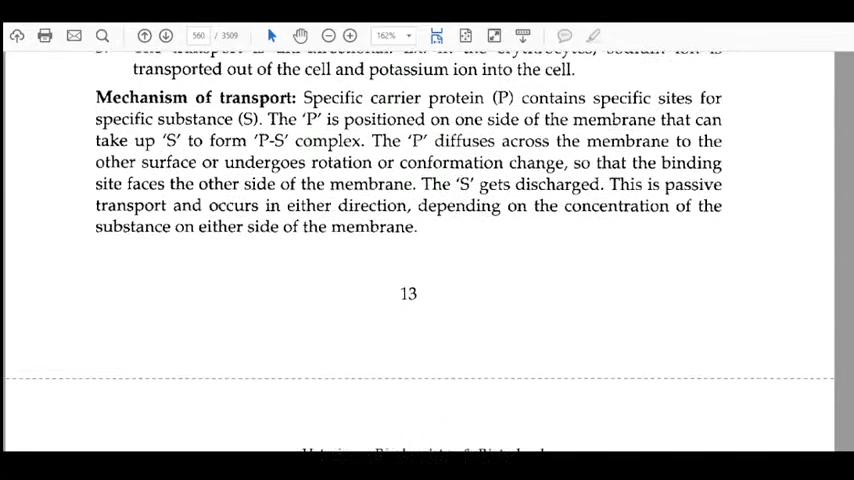 560 / 3509
162%
transported out of the cell and potassium ion into the cell.
Mechanism of transport: Specific carrier protein (P) contains specific sites for
specific substance (S). The 'P' is positioned on one side of the membrane that can
take up 'S' to form 'P-S' complex. The 'P' diffuses across the membrane to the
other surface or undergoes rotation or conformation change, so that the binding
site faces the other side of the membrane. The 'S' gets discharged. This is passive
transport and occurs in either direction, depending on the concentration of the
substance on either side of the membrane.
13